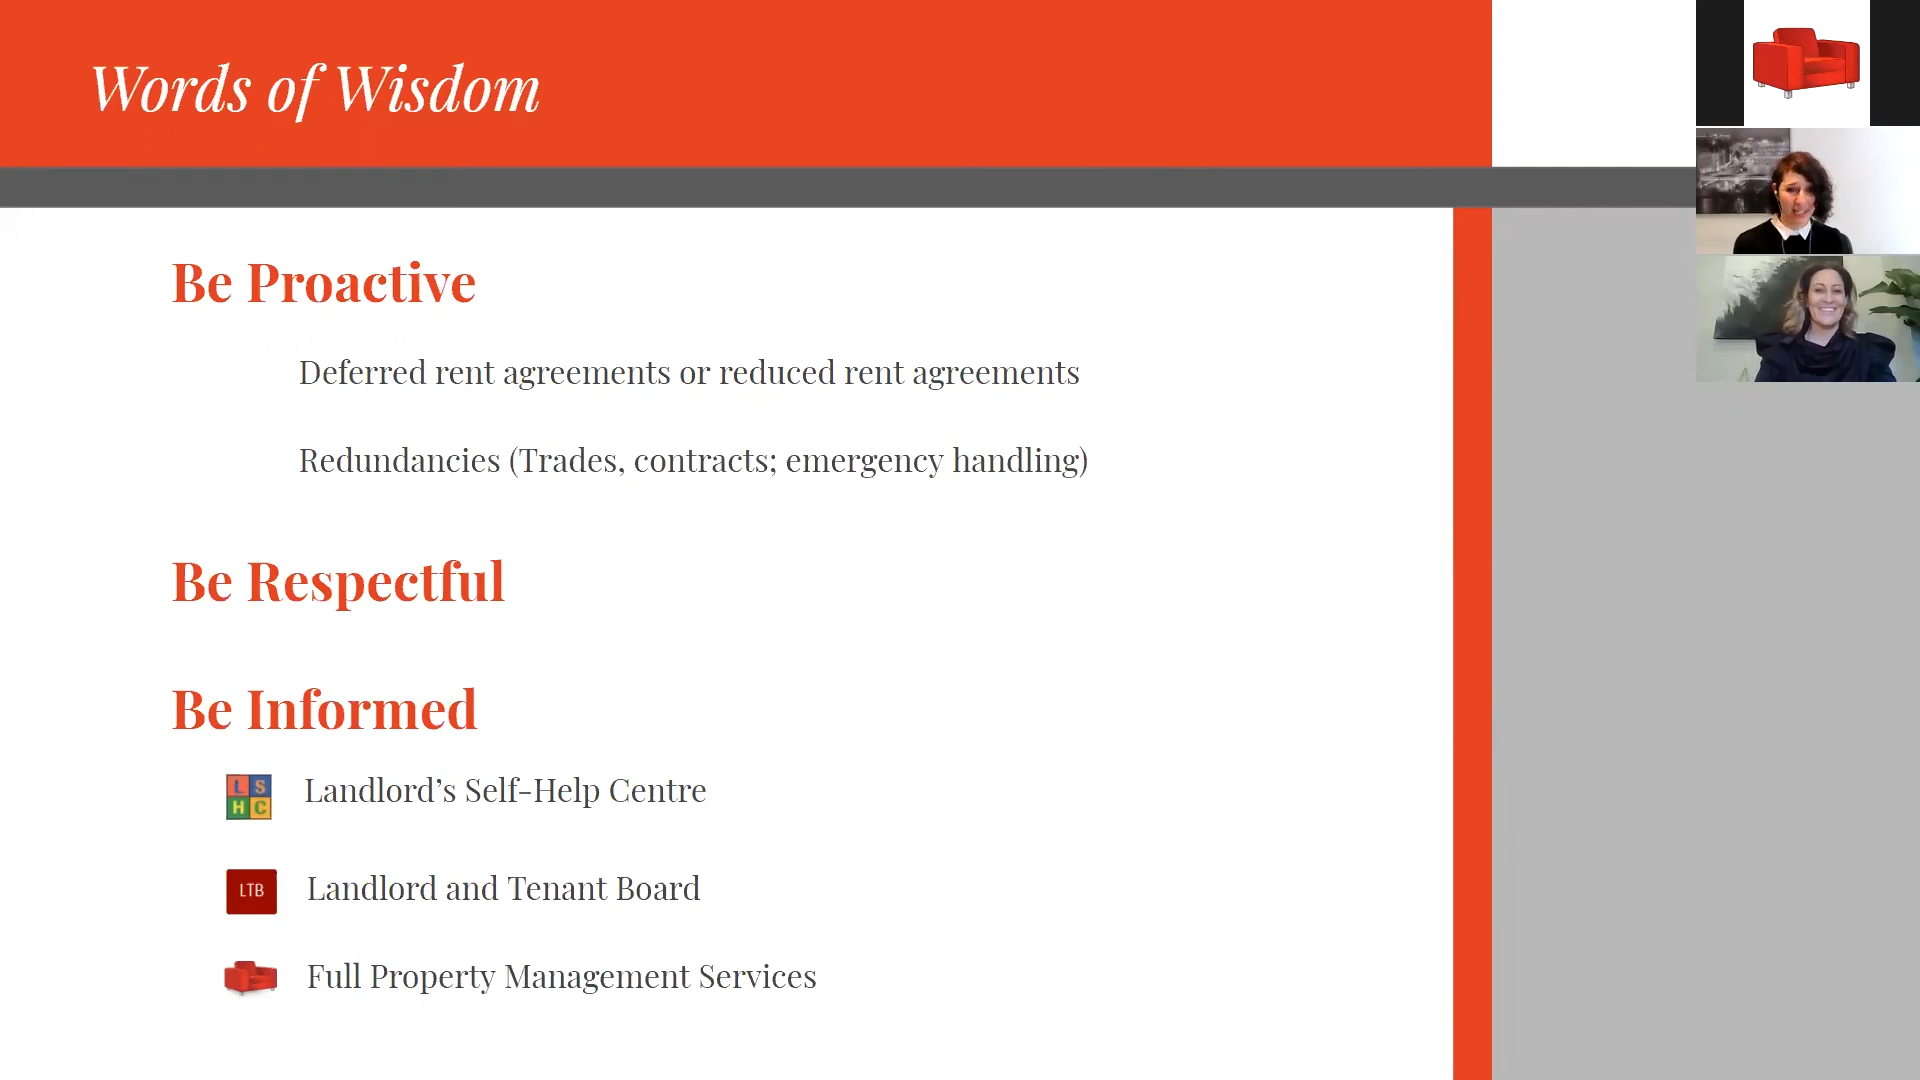 Words of Wisdom
Be Proactive
Deferred rent agreements or reduced rent agreements
Redundancies (Trades, contracts; emergency handling)
Be Respectful
Be Informed
L S
H C
Landlord’s Self-Help Centre
LTB
Landlord and Tenant Board
Full Property Management Services